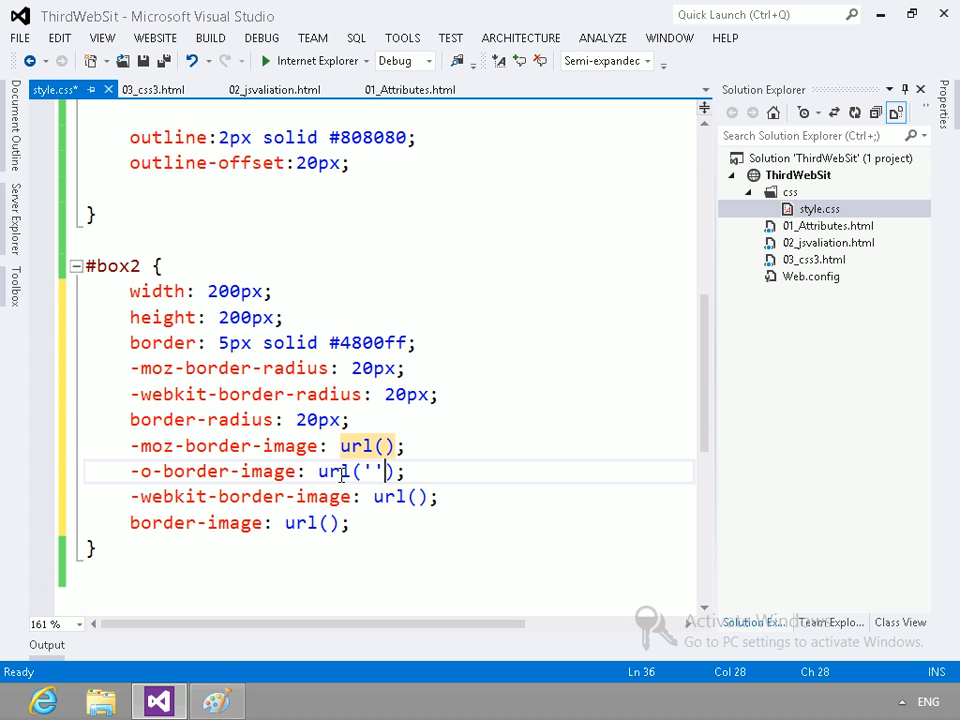 ThirdWebSit - Microsoft Visual Studio
Quick Launch (Ctrl+Q)
FILE EDIT VIEW WEBSITE BUILD DEBUG TEAM SQL TOOLS TEST ARCHITECTURE ANALYZE WINDOW HELP
Internet Explorer Debug Semi-expandec
style.css* 03_css3.html 02_jsvaliation.html 01_Attributes.html
Document Outline
Server Explorer
Toolbox
outline:2px solid #808080;
outline-offset:20px;
}
#box2 {
width: 200px;
height: 200px;
border: 5px solid #4800ff;
-moz-border-radius: 20px;
-webkit-border-radius: 20px;
border-radius: 20px;
-moz-border-image: url();
-o-border-image: url('');
-webkit-border-image: url();
border-image: url();
}
161 %
Solution Explorer
Search Solution Explorer (Ctrl+;)
Solution 'ThirdWebSit' (1 project)
ThirdWebSit
css
style.css
01_Attributes.html
02_jsvaliation.html
03_css3.html
Web.config
Properties
Solution Ex... Team Explo... Class View
Activate Windows
Go to PC settings to activate Windows.
Output
Ready Ln 36 Col 28 Ch 28 INS
ENG